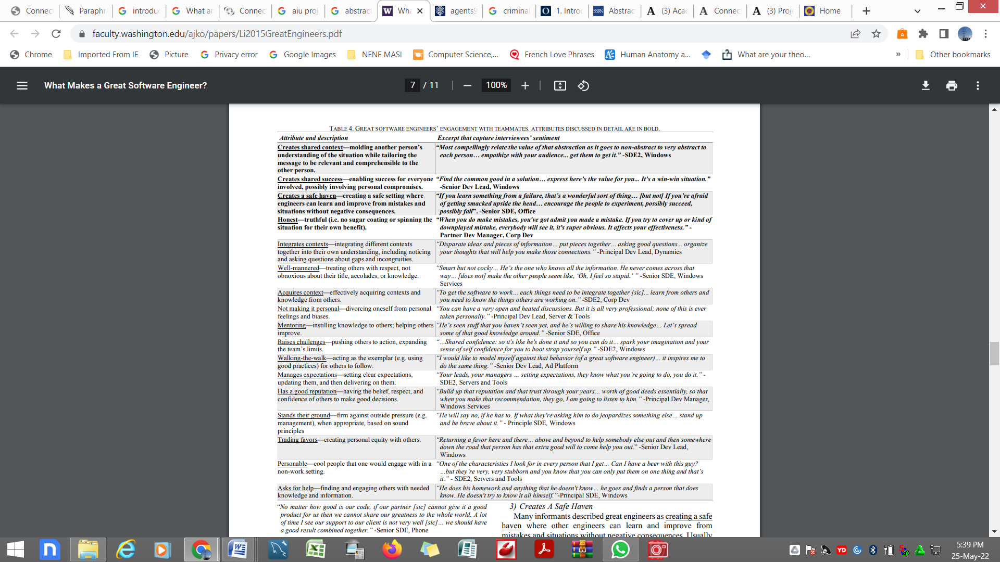 Connect
Paraphr
introduc
What ar
Connec
aiu proj
abstract
Wha
agents9
criminal
1. Introd
Abstrac
(3) Aca
Connec
(3) Proj
Home
faculty.washington.edu/ajko/papers/Li2015GreatEngineers.pdf
Chrome
Imported From IE
Picture
Privacy error
Google Images
NENE MASI
Computer Science,...
French Love Phrases
Human Anatomy a...
What are your theo...
»
Other bookmarks
What Makes a Great Software Engineer?
7 / 11
100%
TABLE 4. GREAT SOFTWARE ENGINEERS’ ENGAGEMENT WITH TEAMMATES. ATTRIBUTES DISCUSSED IN DETAIL ARE IN BOLD.
Attribute and description
Excerpt that capture interviewees’ sentiment
Creates shared context—molding another person’s
understanding of the situation while tailoring the
message to be relevant and comprehensible to the
other person.
“Most compellingly relate the value of that abstraction as it goes to non-abstract to very abstract to
each person… empathize with your audience... get them to get it.” -SDE2, Windows
Creates shared success—enabling success for everyone
involved, possibly involving personal compromises.
“Find the common good in a solution… express here’s the value for you... It’s a win-win situation.”
-Senior Dev Lead, Windows
Creates a safe haven—creating a safe setting where
engineers can learn and improve from mistakes and
situations without negative consequences.
“If you learn something from a failure, that’s a wonderful sort of thing… [but not] If you’re afraid
of getting smacked upside the head… encourage the people to experiment, possibly succeed,
possibly fail”. -Senior SDE, Office
Honest—truthful (i.e. no sugar coating or spinning the
situation for their own benefit).
“When you do make mistakes, you've got admit you made a mistake. If you try to cover up or kind of
downplayed mistake, everybody will see it, it's super obvious. It affects your effectiveness.” -
Partner Dev Manager, Corp Dev
Integrates contexts—integrating different contexts
together into their own understanding, including noticing
and asking questions about gaps and incongruities.
“Disparate ideas and pieces of information… put pieces together… asking good questions... organize
your thoughts that will help you make those connections.” -Principal Dev Lead, Dynamics
Well-mannered—treating others with respect, not
obnoxious about their title, accolades, or knowledge.
“Smart but not cocky… He’s the one who knows all the information. He never comes across that
way… [does not] make the other people seem like, ‘Oh, I feel so stupid.’ ” -Senior SDE, Windows
Services
Acquires context—effectively acquiring contexts and
knowledge from others.
“To get the software to work… each things need to be integrate together [sic]... learn from others and
you need to know the things others are working on.” -SDE2, Corp Dev
Not making it personal—divorcing oneself from personal
feelings and biases.
“You can have a very open and heated discussions. But it is all very professional; none of this is ever
taken personally.” -Principal Dev Lead, Server & Tools
Mentoring—instilling knowledge to others; helping others
improve.
“He’s seen stuff that you haven’t seen yet, and he’s willing to share his knowledge… Let’s spread
some of that good knowledge around.” -Senior SDE, Office
Raises challenges—pushing others to action, expanding
the team’s limits.
“...Shared confidence: so it's like he's done it and so you can do it… spark your imagination and your
sense of self confidence for you to boot strap yourself up.” -SDE2, Windows
Walking-the-walk—acting as the exemplar (e.g. using
good practices) for others to follow.
“I would like to model myself against that behavior (of a great software engineer)… it inspires me to
do the same thing.” -Senior Dev Lead, Ad Platform
Manages expectations—setting clear expectations,
updating them, and then delivering on them.
“Your leads, your managers … setting expectations, they know what you’re going to do, you do it.” -
SDE2, Servers and Tools
Has a good reputation—having the belief, respect, and
confidence of others to make good decisions.
“Build up that reputation and that trust through your years… worth of good deeds essentially, so that
when you make that recommendation, they go, I am going to listen to him.” -Principal Dev Manager,
Windows Services
Stands their ground—firm against outside pressure (e.g.
management), when appropriate, based on sound
principles
“He will say no, if he has to. If what they're asking him to do jeopardizes something else… stand up
and be brave about it.” - Principle SDE, Windows
Trading favors—creating personal equity with others.
“Returning a favor here and there… above and beyond to help somebody else out and then somewhere
down the road that person has that extra good will to come help you out.” -Senior Dev Lead,
Windows
Personable—cool people that one would engage with in a
non-work setting.
“One of the characteristics I look for in every person that I get… Can I have a beer with this guy?
…but they’re very, very stubborn and you know that you can only put them on one thing and that’s
it.” - SDE2, Servers and Tools
Asks for help—finding and engaging others with needed
knowledge and information.
“He does his homework and anything that he doesn't know… he goes and finds a person that does
know. He doesn't try to know it all himself.”-Principal SDE, Windows
“No matter how good is our code, if our partner [sic] cannot give it a good
product for us then we cannot share our greatness to the whole world. A lot
of time I see our support to our client is not very well [sic]… we should have
a good result combined together.” -Senior SDE, Phone
3) Creates A Safe Haven
Many informants described great engineers as creating a safe
haven where other engineers can learn and improve from
mistakes and situations without negative consequences. Usually
5:39 PM
25-May-22